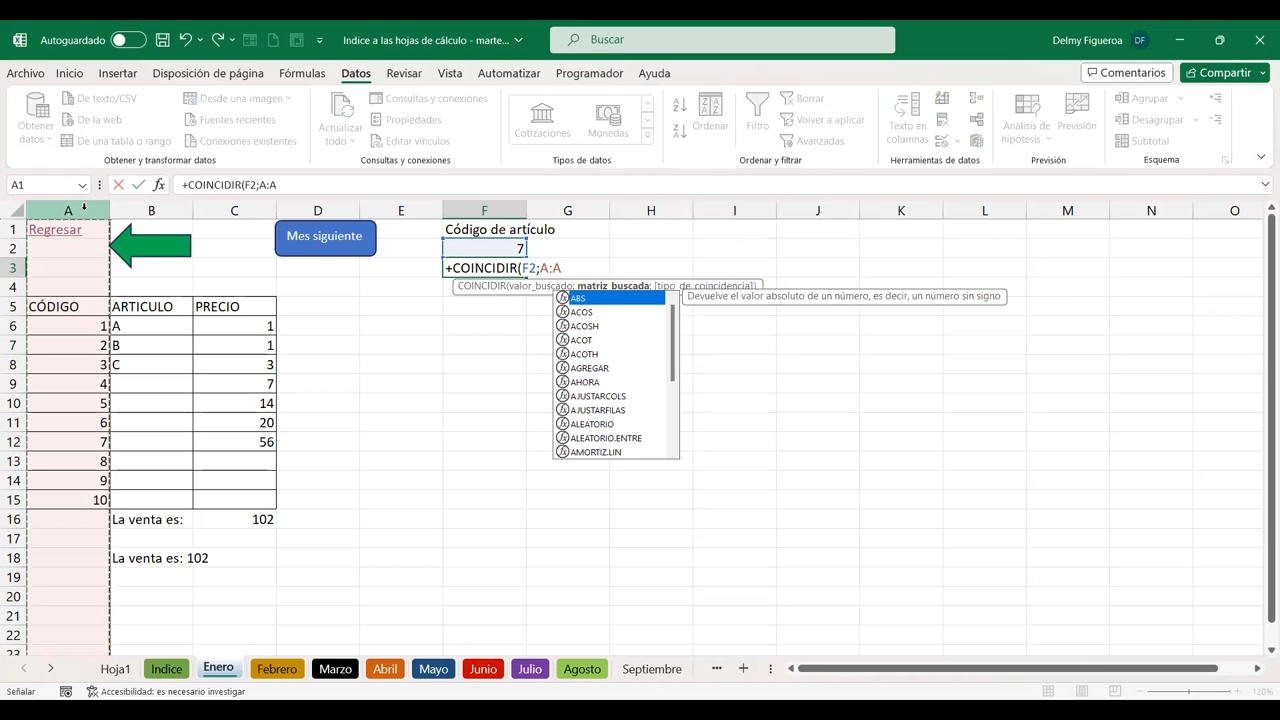 Autoguardado
Indice a las hojas de cálculo - marte...
Buscar
Delmy Figueroa
DF
Archivo Inicio Insertar Disposición de página Fórmulas Datos Revisar Vista Automatizar Programador Ayuda
Comentarios
Compartir
Obtener datos
De texto/CSV
De la web
De una tabla o rango
Desde una imagen
Fuentes recientes
Conexiones existentes
Obtener y transformar datos
Actualizar todo
Consultas y conexiones
Propiedades
Editar vínculos
Consultas y conexiones
Cotizaciones
Monedas
Tipos de datos
Ordenar
Filtro
Borrar
Volver a aplicar
Avanzadas
Ordenar y filtrar
Texto en columnas
Herramientas de datos
Análisis de hipótesis
Previsión
Previsión
Agrupar
Desagrupar
Subtotal
Esquema
A1
fx
+COINCIDIR(F2;A:A
A B C D E F G H I J K L M N O
1 Regresar Mes siguiente Código de artículo
2 7
3 +COINCIDIR(F2;A:A
4 COINCIDIR(valor_buscado; matriz_buscada; [tipo_de_coincidencia])
5 CÓDIGO ARTICULO PRECIO
6 1 A 1
7 2 B 1
8 3 C 3
9 4 7
10 5 14
11 6 20
12 7 56
13 8
14 9
15 10
16 La venta es: 102
17
18 La venta es: 102
19
20
21
22
23
ABS
Devuelve el valor absoluto de un número, es decir, un número sin signo
ACOS
ACOSH
ACOT
ACOTH
AGREGAR
AHORA
AJUSTARCOLS
AJUSTARFILAS
ALEATORIO
ALEATORIO.ENTRE
AMORTIZ.LIN
Hoja1 Indice Enero Febrero Marzo Abril Mayo Junio Julio Agosto Septiembre
Señalar
Accesibilidad: es necesario investigar
120%